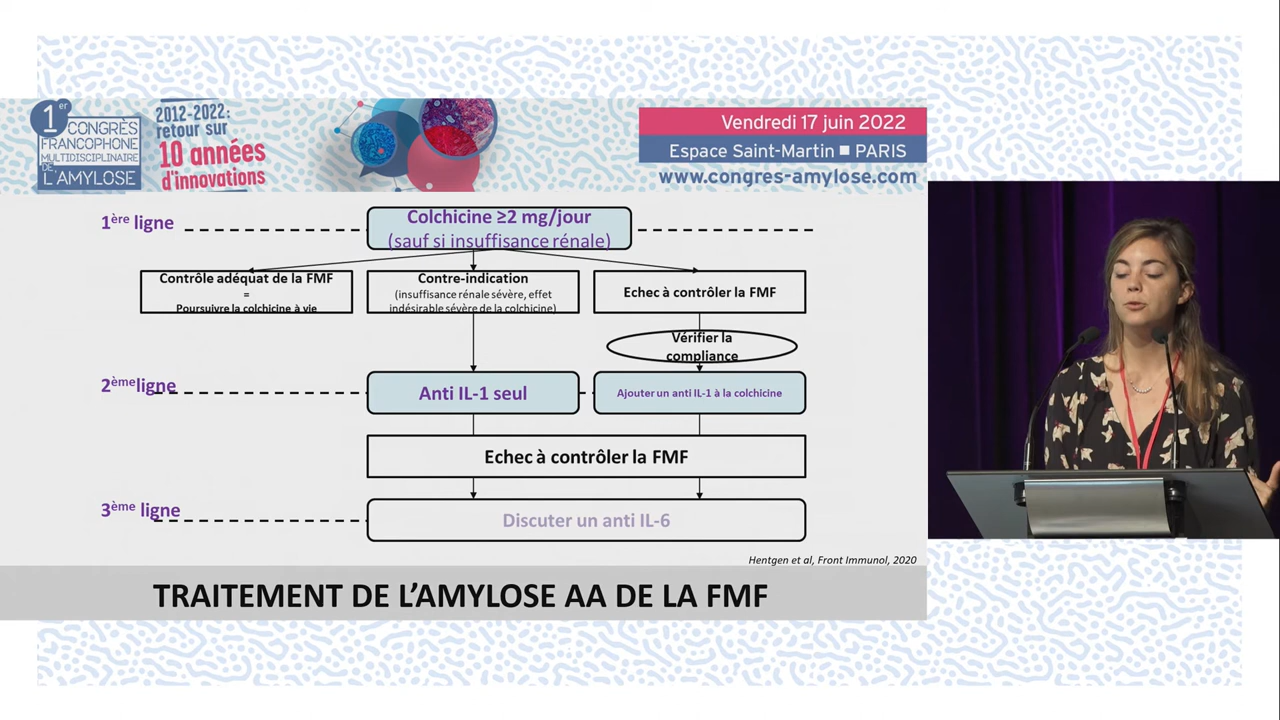 1er
CONGRÈS
FRANCOPHONE
MULTIDISCIPLINAIRE
DE
L'AMYLOSE
2012-2022:
retour sur
10 années
d'innovations
Vendredi 17 juin 2022
Espace Saint-Martin ■ PARIS
www.congres-amylose.com
1ère ligne
Colchicine ≥2 mg/jour
(sauf si insuffisance rénale)
Contrôle adéquat de la FMF
=
Poursuivre la colchicine à vie
Contre-indication
(insuffisance rénale sévère, effet
indésirable sévère de la colchicine)
Echec à contrôler la FMF
Vérifier la
compliance
2ème ligne
Anti IL-1 seul
Ajouter un anti IL-1 à la colchicine
Echec à contrôler la FMF
3ème ligne
Discuter un anti IL-6
Hentgen et al, Front Immunol, 2020
TRAITEMENT DE L'AMYLOSE AA DE LA FMF